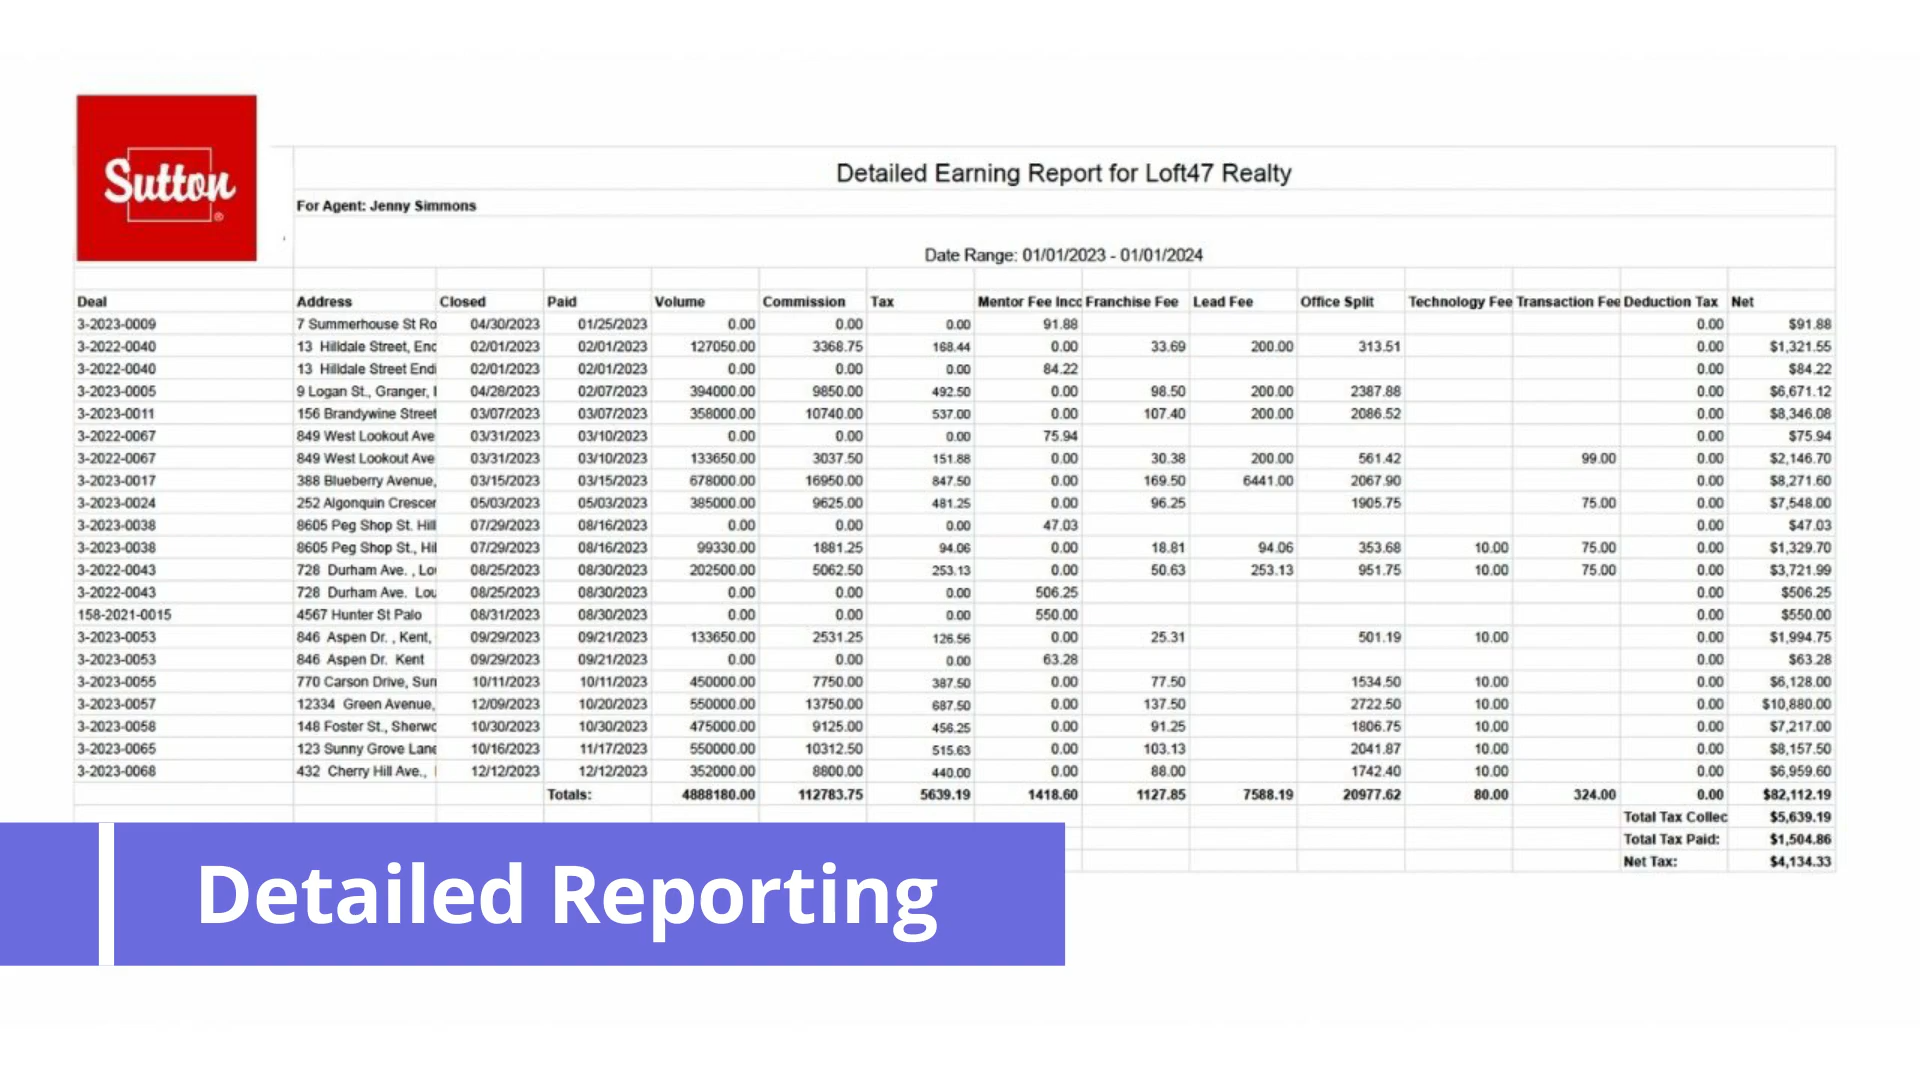 Sutton®
Detailed Earning Report for Loft47 Realty
For Agent: Jenny Simmons
Date Range: 01/01/2023 - 01/01/2024
Deal Address Closed Paid Volume Commission Tax Mentor Fee Inco Franchise Fee Lead Fee Office Split Technology Fee Transaction Fee Deduction Tax Net
3-2023-0009 7 Summerhouse St Ro 04/30/2023 01/25/2023 0.00 0.00 0.00 91.88 0.00 $91.88
3-2022-0040 13 Hilldale Street, Enc 02/01/2023 02/01/2023 127050.00 3368.75 168.44 0.00 33.69 200.00 313.51 0.00 $1,321.55
3-2022-0040 13 Hilldale Street Endi 02/01/2023 02/01/2023 0.00 0.00 0.00 84.22 0.00 $84.22
3-2023-0005 9 Logan St., Granger, 04/28/2023 02/07/2023 394000.00 9850.00 492.50 0.00 98.50 200.00 2387.88 0.00 $6,671.12
3-2023-0011 156 Brandywine Street 03/07/2023 03/07/2023 358000.00 10740.00 537.00 0.00 107.40 200.00 2086.52 0.00 $8,346.08
3-2022-0067 849 West Lookout Ave 03/31/2023 03/10/2023 0.00 0.00 0.00 75.94 0.00 $75.94
3-2022-0067 849 West Lookout Ave 03/31/2023 03/10/2023 133650.00 3037.50 151.88 0.00 30.38 200.00 561.42 99.00 0.00 $2,146.70
3-2023-0017 388 Blueberry Avenue, 03/15/2023 03/15/2023 678000.00 16950.00 847.50 0.00 169.50 6441.00 2067.90 0.00 $8,271.60
3-2023-0024 252 Algonquin Crescer 05/03/2023 05/03/2023 385000.00 9625.00 481.25 0.00 96.25 1905.75 75.00 0.00 $7,548.00
3-2023-0038 8605 Peg Shop St. Hill 07/29/2023 08/16/2023 0.00 0.00 0.00 47.03 0.00 $47.03
3-2023-0038 8605 Peg Shop St., Hil 07/29/2023 08/16/2023 99330.00 1881.25 94.06 0.00 18.81 94.06 353.68 10.00 75.00 0.00 $1,329.70
3-2022-0043 728 Durham Ave. , Lo 08/25/2023 08/30/2023 202500.00 5062.50 253.13 0.00 50.63 253.13 951.75 10.00 75.00 0.00 $3,721.99
3-2022-0043 728 Durham Ave. Lou 08/25/2023 08/30/2023 0.00 0.00 0.00 506.25 0.00 $506.25
158-2021-0015 4567 Hunter St Palo 08/31/2023 08/30/2023 0.00 0.00 0.00 550.00 0.00 $550.00
3-2023-0053 846 Aspen Dr. , Kent, 09/29/2023 09/21/2023 133650.00 2531.25 126.56 0.00 25.31 501.19 10.00 0.00 $1,994.75
3-2023-0053 846 Aspen Dr. Kent 09/29/2023 09/21/2023 0.00 0.00 0.00 63.28 0.00 $63.28
3-2023-0055 770 Carson Drive, Sun 10/11/2023 10/11/2023 450000.00 7750.00 387.50 0.00 77.50 1534.50 10.00 0.00 $6,128.00
3-2023-0057 12334 Green Avenue, 12/09/2023 10/20/2023 550000.00 13750.00 687.50 0.00 137.50 2722.50 10.00 0.00 $10,880.00
3-2023-0058 148 Foster St., Sherwo 10/30/2023 10/30/2023 475000.00 9125.00 456.25 0.00 91.25 1806.75 10.00 0.00 $7,217.00
3-2023-0065 123 Sunny Grove Lane 10/16/2023 11/17/2023 550000.00 10312.50 515.63 0.00 103.13 2041.87 10.00 0.00 $8,157.50
3-2023-0068 432 Cherry Hill Ave., 12/12/2023 12/12/2023 352000.00 8800.00 440.00 0.00 88.00 1742.40 10.00 0.00 $6,959.60
Totals: 4888180.00 112783.75 5639.19 1418.60 1127.85 7588.19 20977.62 80.00 324.00 0.00 $82,112.19
Total Tax Collec $5,639.19
Total Tax Paid: $1,504.86
Net Tax: $4,134.33
Detailed Reporting